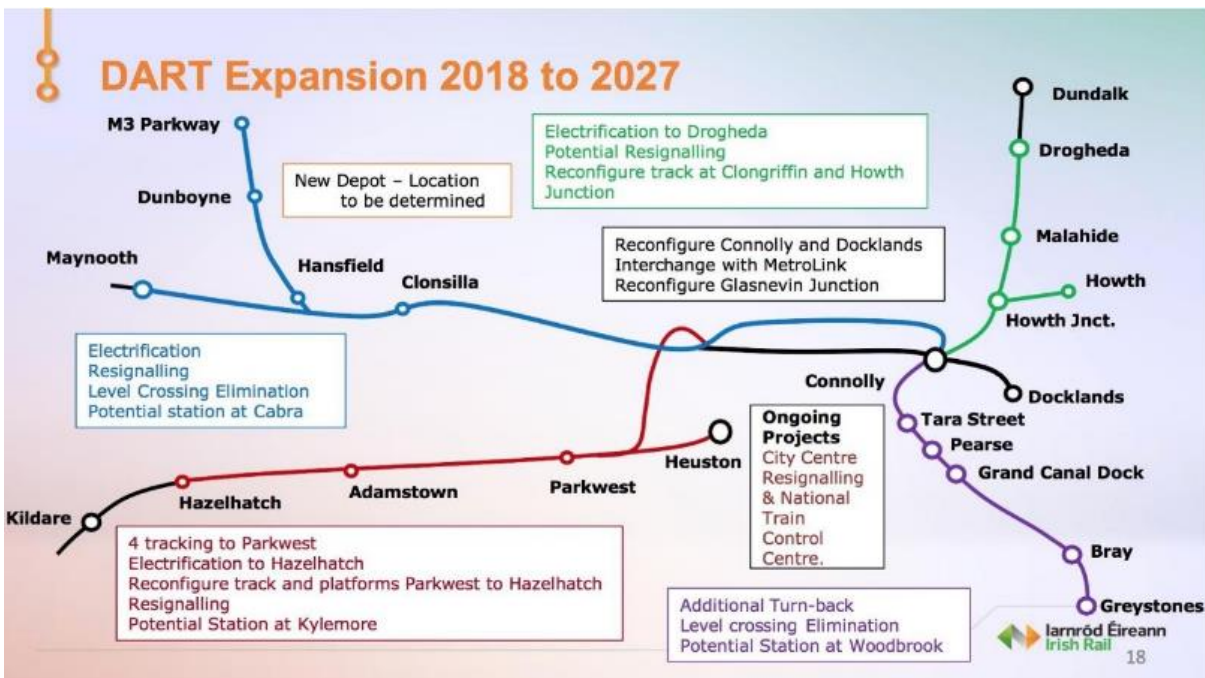 DART Expansion 2018 to 2027
M3 Parkway
Dunboyne
Maynooth
Hansfield
Clonsilla
New Depot – Location
to be determined
Electrification to Drogheda
Potential Resignalling
Reconfigure track at Clongriffin and Howth
Junction
Reconfigure Connolly and Docklands
Interchange with MetroLink
Reconfigure Glasnevin Junction
Dundalk
Drogheda
Malahide
Howth
Howth Jnct.
Electrification
Resignalling
Level Crossing Elimination
Potential station at Cabra
Connolly
Docklands
Tara Street
Pearse
Grand Canal Dock
Bray
Greystones
Ongoing
Projects
City Centre
Resignalling
& National
Train
Control
Centre.
Heuston
Parkwest
Adamstown
Hazelhatch
Kildare
4 tracking to Parkwest
Electrification to Hazelhatch
Reconfigure track and platforms Parkwest to Hazelhatch
Resignalling
Potential Station at Kylemore
Additional Turn-back
Level crossing Elimination
Potential Station at Woodbrook
Iarnród Éireann
Irish Rail
18